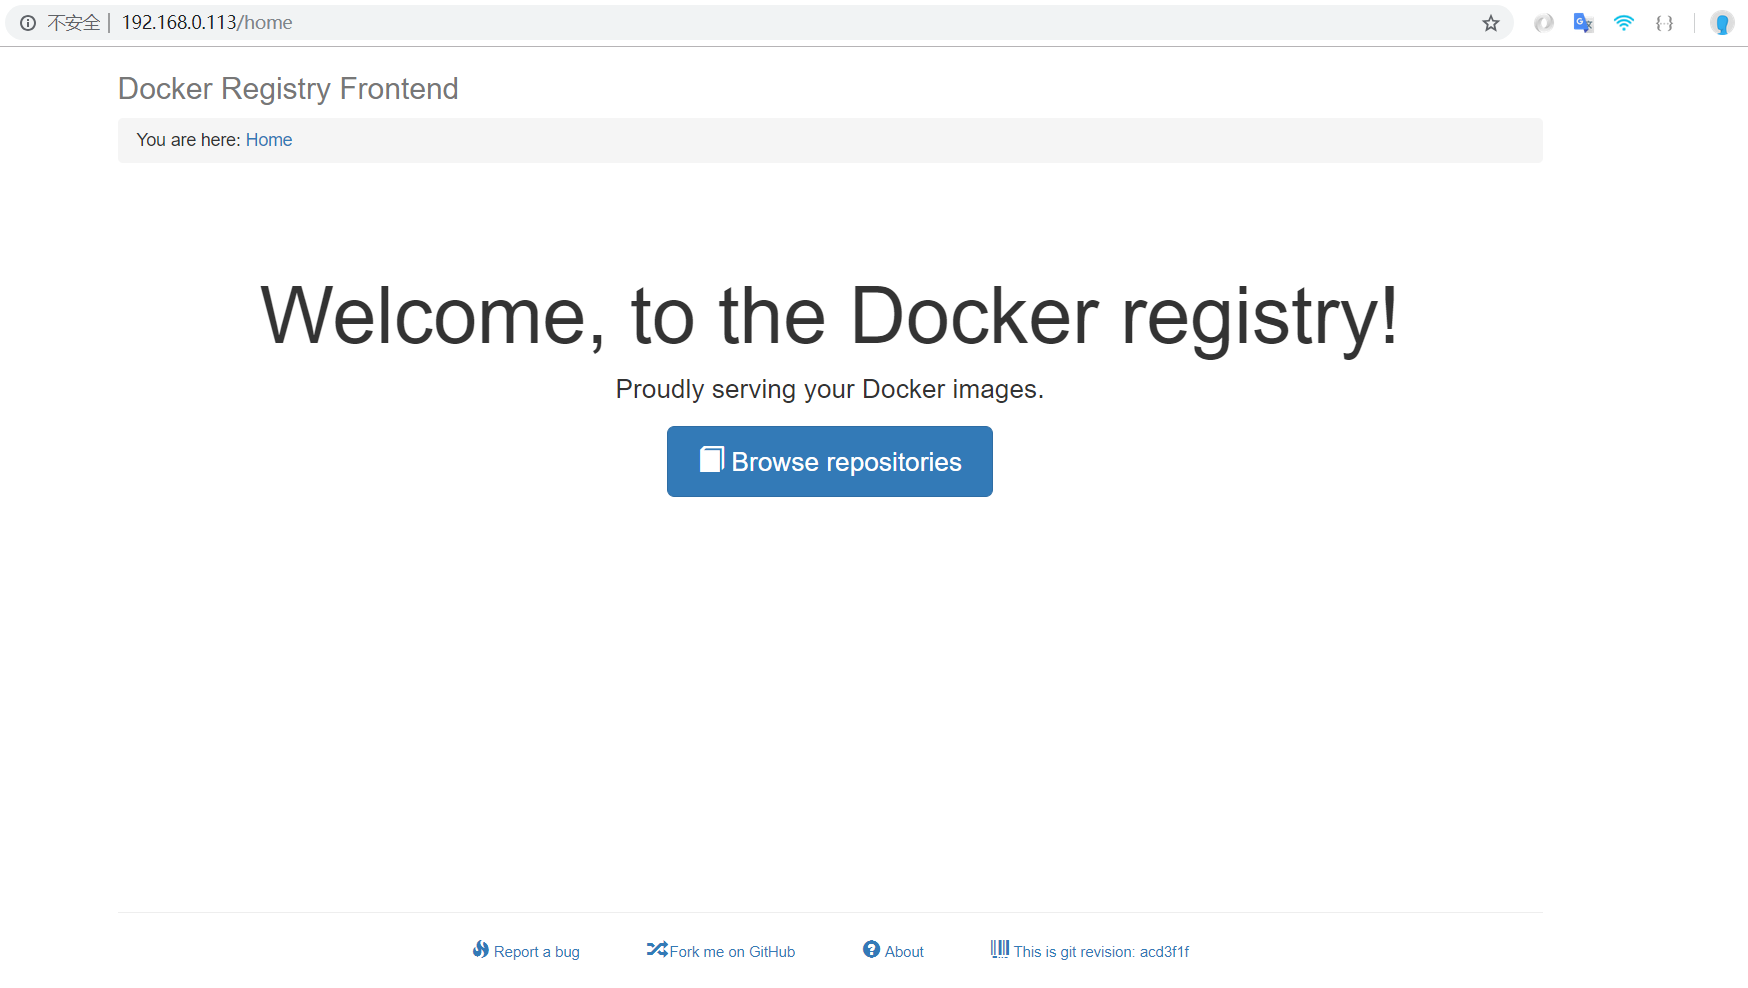 不安全 | 192.168.0.113/home
Docker Registry Frontend
You are here: Home
Welcome, to the Docker registry!
Proudly serving your Docker images.
Browse repositories
Report a bug Fork me on GitHub About This is git revision: acd3f1f